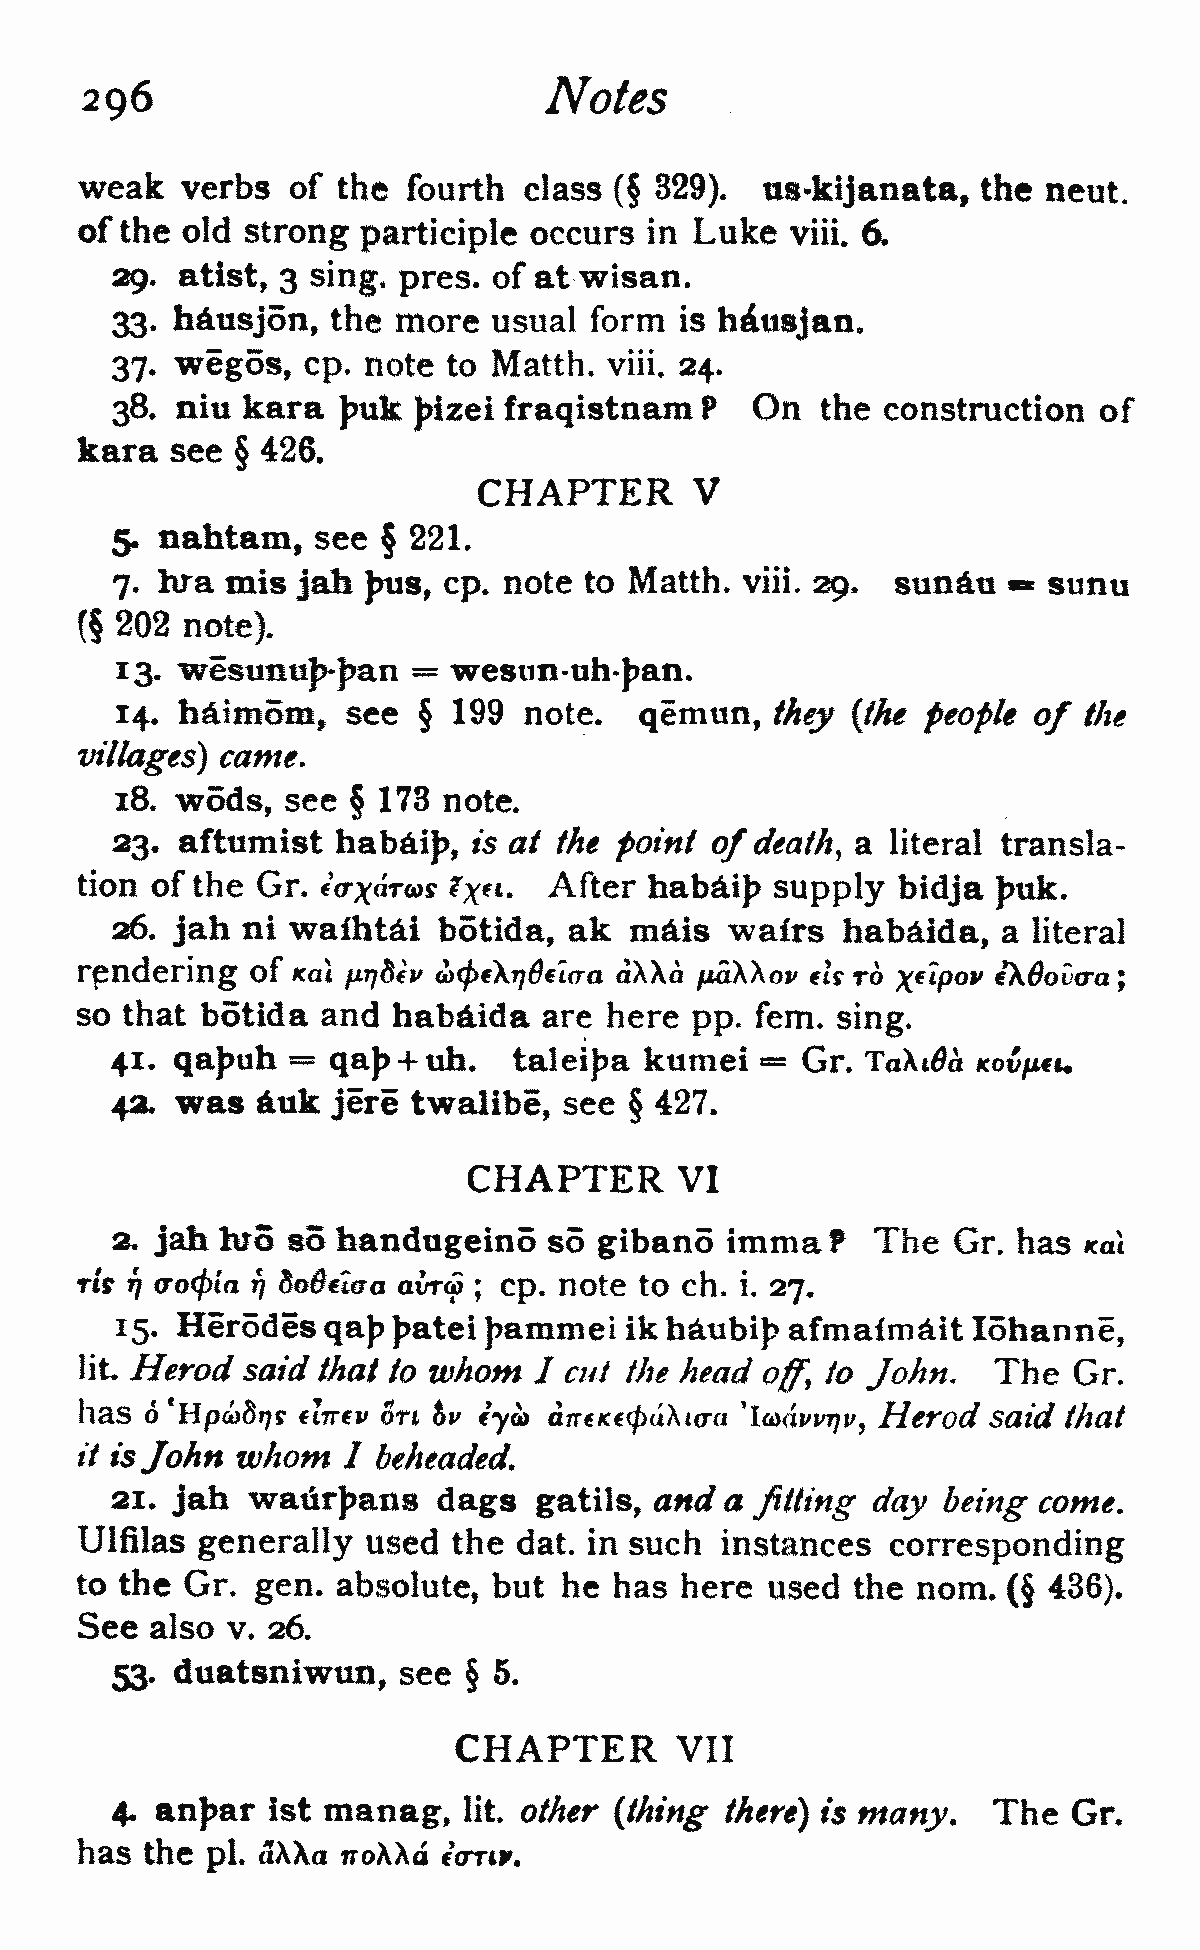 296 Notes
weak verbs of the fourth class (§ 329). us-kijanata, the neut.
of the old strong participle occurs in Luke viii. 6.
29. atist, 3 sing. pres. of at·wisan.
33. háusjōn, the more usual form is háusjan.
37. wēgōs, cp. note to Matth. viii. 24.
38. niu kara þuk þizei fraqistnam? On the construction of
kara see § 426.
CHAPTER V
5. nahtam, see § 221.
7. ƕa mis jah þus, cp. note to Matth. viii. 29. sunáu = sunu
(§ 202 note).
13. wēsunuþ-þan = wesun-uh-þan.
14. háimōm, see § 199 note. qēmun, they (the people of the
villages) came.
18. wōds, see § 173 note.
23. aftumist habáiþ, is at the point of death, a literal transla-
tion of the Gr. ἐσχάτως ἔχει. After habáiþ supply bidja þuk.
26. jah ni waíhtái bōtida, ak máis waírs habáida, a literal
rendering of καὶ μηδὲν ὠφεληθεῖσα ἀλλὰ μᾶλλον εἰς τὸ χεῖρον ἐλθοῦσα;
so that bōtida and habáida are here pp. fem. sing.
41. qaþuh = qaþ + uh. taleiþa kumei = Gr. Ταλιθὰ κούμει.
42. was áuk jērē twalibē, see § 427.
CHAPTER VI
2. jah ƕō sō handugeinō sō gibanō imma? The Gr. has καὶ
τίς ἡ σοφία ἡ δοθεῖσα αὐτῷ; cp. note to ch. i. 27.
15. Hērōdēs qaþ þatei þammei ik háubiþ afmaímáit Iōhannē,
lit. Herod said that to whom I cut the head off, to John. The Gr.
has ὁ Ἡρώδης εἶπεν ὅτι ὃν ἐγὼ ἀπεκεφάλισα Ἰωάννην, Herod said that
it is John whom I beheaded.
21. jah waúrþans dags gatils, and a fitting day being come.
Ulfilas generally used the dat. in such instances corresponding
to the Gr. gen. absolute, but he has here used the nom. (§ 436).
See also v. 26.
53. duatsniwun, see § 5.
CHAPTER VII
4. anþar ist manag, lit. other (thing there) is many. The Gr.
has the pl. ἄλλα πολλά ἐστιν.